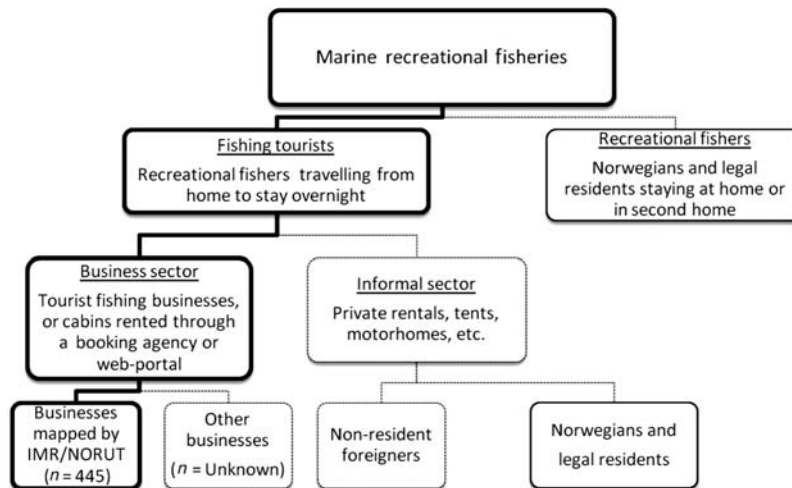 Marine recreational fisheries
Fishing tourists
Recreational fishers travelling from
home to stay overnight
Recreational fishers
Norwegians and legal
residents staying at home or
in second home
Business sector
Tourist fishing businesses,
or cabins rented through
a booking agency or
web-portal
Informal sector
Private rentals, tents,
motorhomes, etc.
Businesses
mapped by
IMR/NORUT
(n = 445)
Other
businesses
(n = Unknown)
Non-resident
foreigners
Norwegians and
legal residents